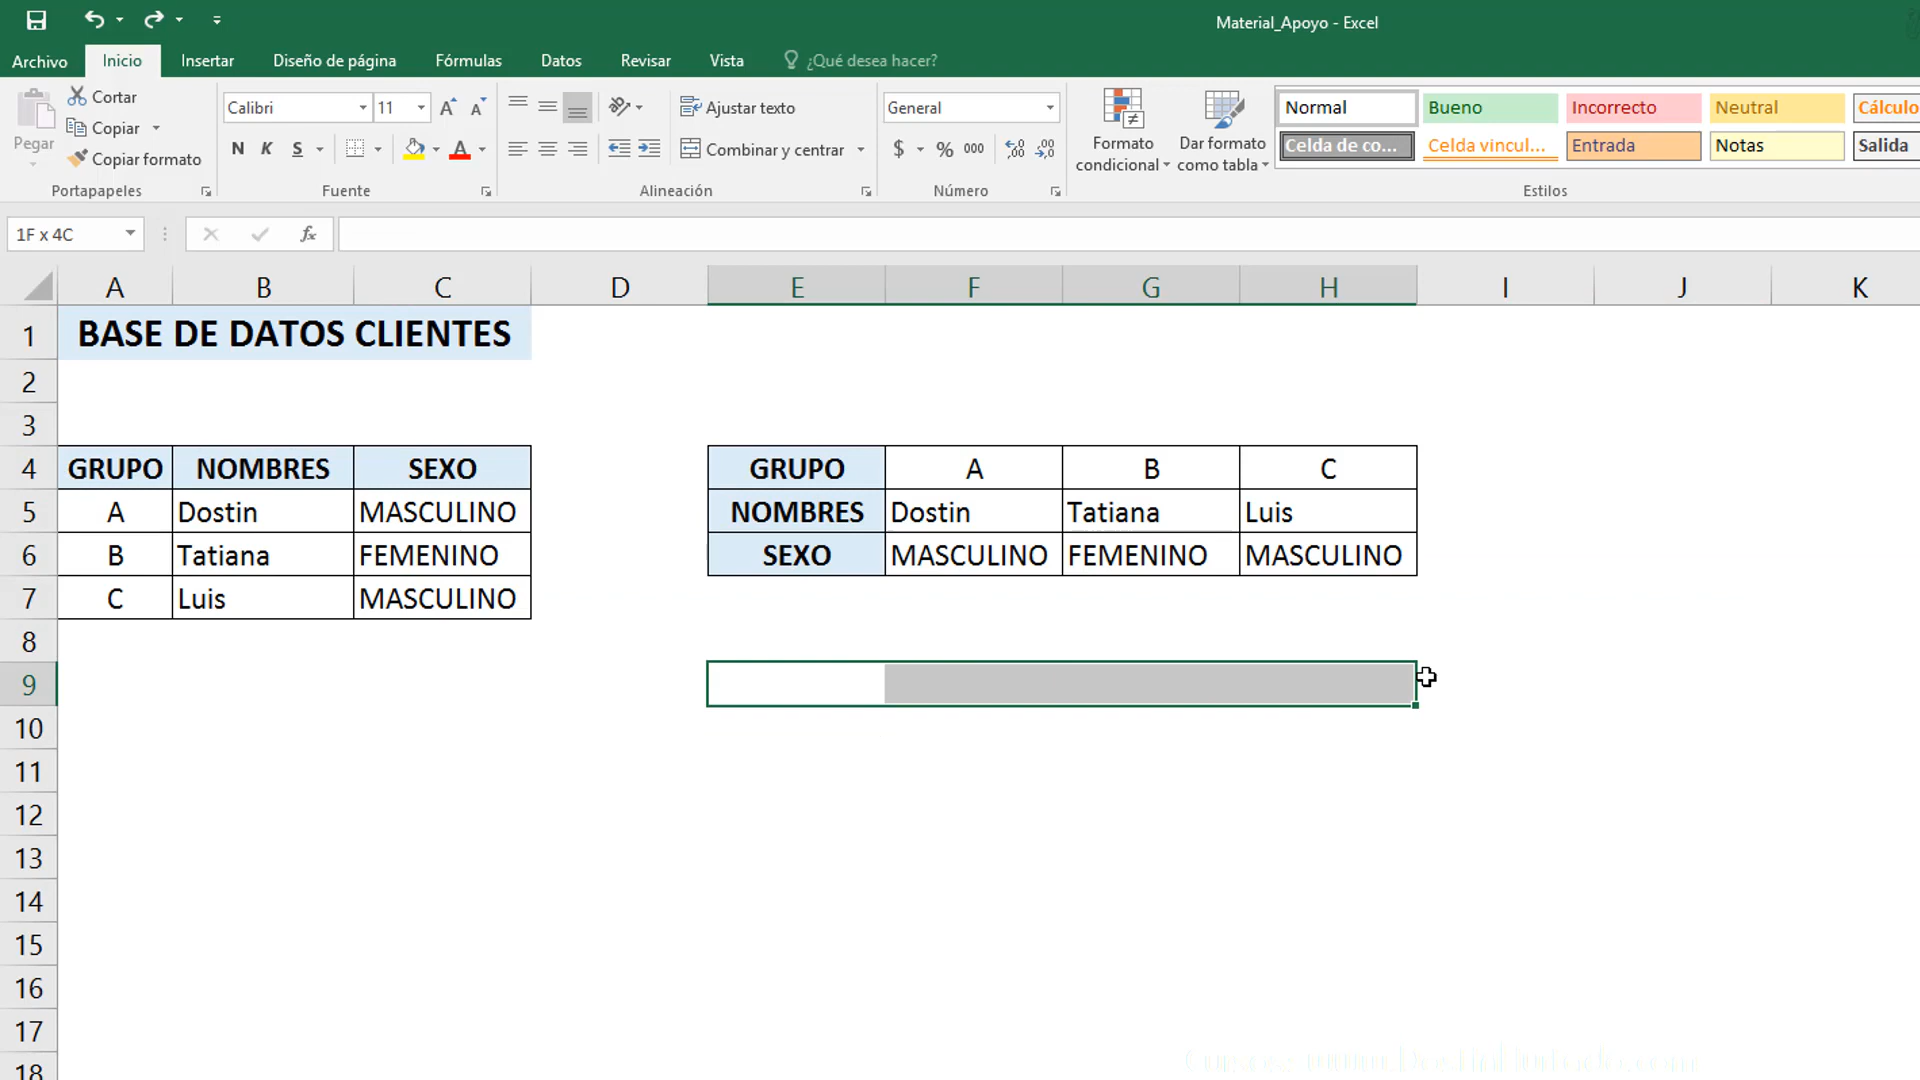 Material_Apoyo - Excel
Archivo Inicio Insertar Diseño de página Fórmulas Datos Revisar Vista ¿Qué desea hacer?
Pegar
Cortar
Copiar
Copiar formato
Portapapeles
Calibri 11
N K S
Fuente
Ajustar texto
Combinar y centrar
Alineación
General
$ % 000
Número
Formato condicional
Dar formato como tabla
Normal Bueno Incorrecto Neutral Cálculo
Celda de co... Celda vincul... Entrada Notas Salida
Estilos
1F x 4C fx
A B C D E F G H I J K
1 BASE DE DATOS CLIENTES
2
3
4 GRUPO NOMBRES SEXO GRUPO A B C
5 A Dostin MASCULINO NOMBRES Dostin Tatiana Luis
6 B Tatiana FEMENINO SEXO MASCULINO FEMENINO MASCULINO
7 C Luis MASCULINO
8
9
10
11
12
13
14
15
16
17
18